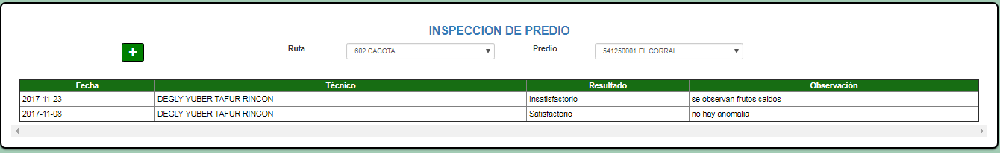 INSPECCION DE PREDIO
+ Ruta 602 CACOTA Predio 541250001 EL CORRAL
Fecha Técnico Resultado Observación
2017-11-23 DEGLY YUBER TAFUR RINCON Insatisfactorio se observan frutos caidos
2017-11-08 DEGLY YUBER TAFUR RINCON Satisfactorio no hay anomalia